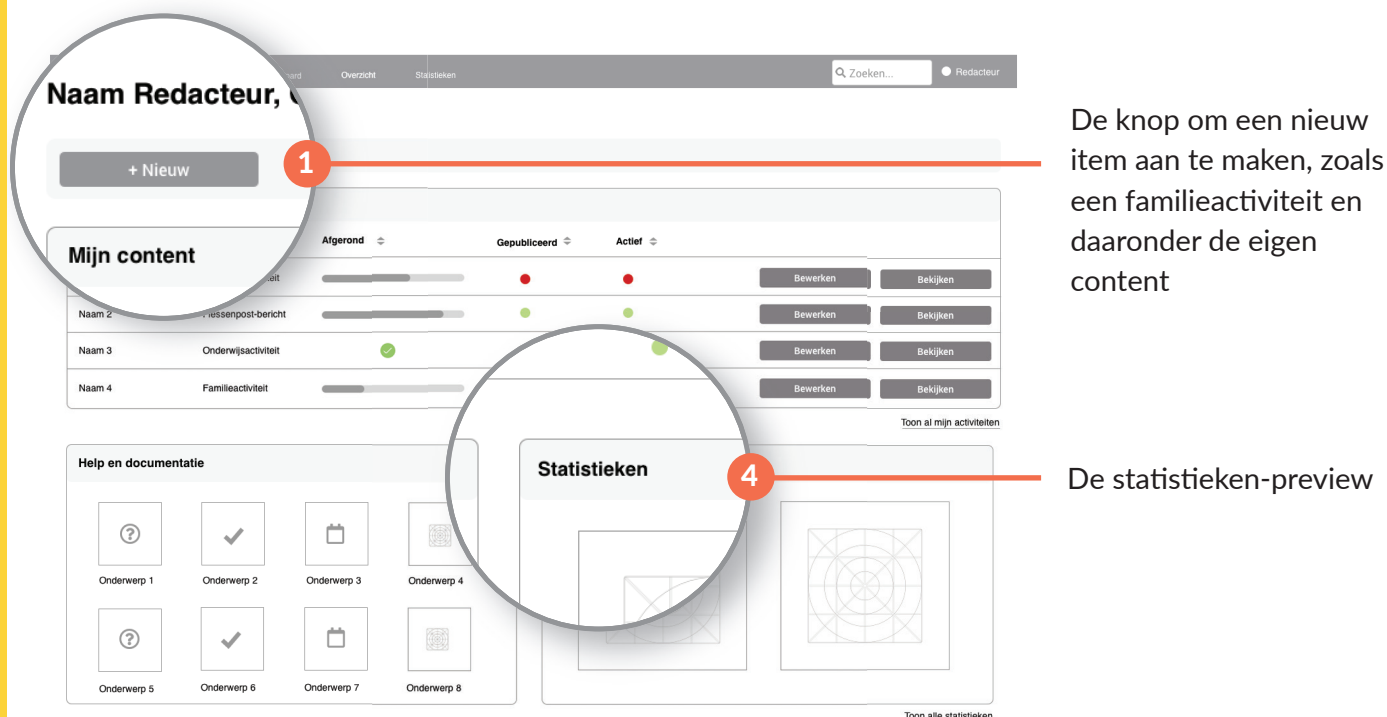 Overzicht Statistieken Zoeken... Redacteur
Naam Redacteur,
1
+ Nieuw
De knop om een nieuw
item aan te maken, zoals
een familieactiviteit en
daaronder de eigen
content
Mijn content
Afgerond Gepubliceerd Actief
Bewerken Bekijken
Naam 2 Bewerken Bekijken
Naam 3 Onderwijsactiviteit Bewerken Bekijken
Naam 4 Familieactiviteit Bewerken Bekijken
Toon al mijn activiteiten
Help en documentatie
Statistieken
4
De statistieken-preview
Onderwerp 1 Onderwerp 2 Onderwerp 3 Onderwerp 4
Onderwerp 5 Onderwerp 6 Onderwerp 7 Onderwerp 8
Toon alle statistieken